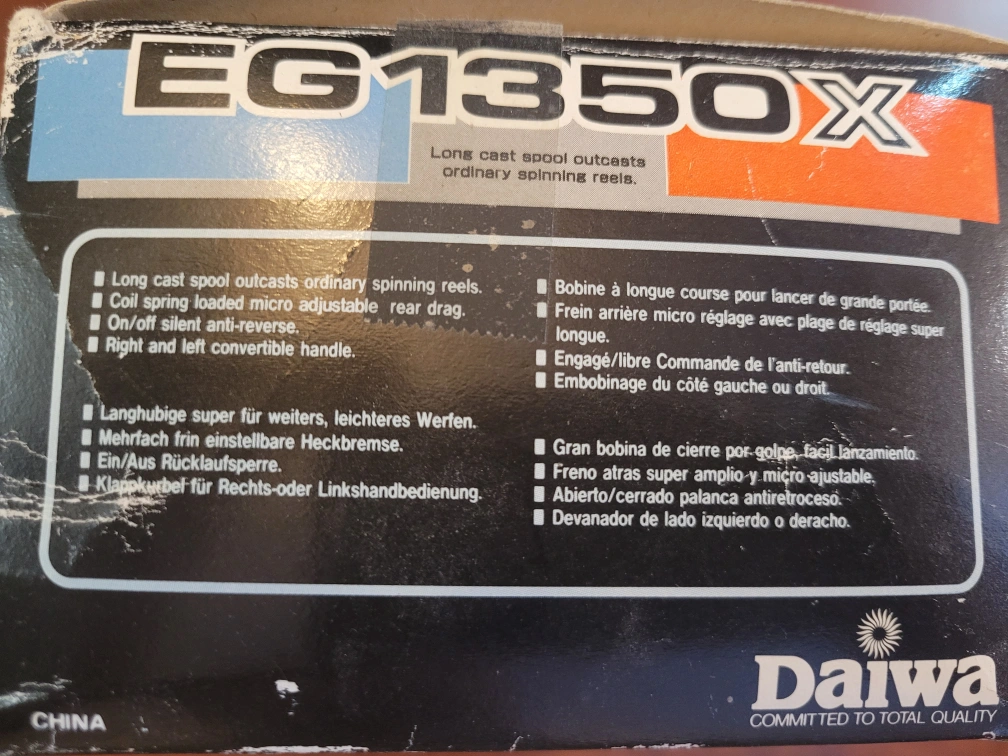 EG1350X
Long cast spool outcasts
ordinary spinning reels.
Long cast spool outcasts ordinary spinning reels.
Coil spring loaded micro adjustable rear drag.
On/off silent anti-reverse.
Right and left convertible handle.
Langhubige super für weiters, leichteres Werfen.
Mehrfach frin einstellbare Heckbremse.
Ein/Aus Rücklaufsperre.
Klappkurbel für Rechts-oder Linkshandbedienung.
Bobine à longue course pour lancer de grande portée.
Frein arrière micro réglage avec plage de réglage super
longue.
Engagé/libre Commande de l'anti-retour.
Embobinage du côté gauche ou droit.
Gran bobina de cierre por golpe, facil lanzamiento.
Freno atras super amplio y micro ajustable.
Abierto/cerrado palanca antiretroceso.
Devanador de lado izquierdo o deracho.
Daiwa
COMMITTED TO TOTAL QUALITY
CHINA